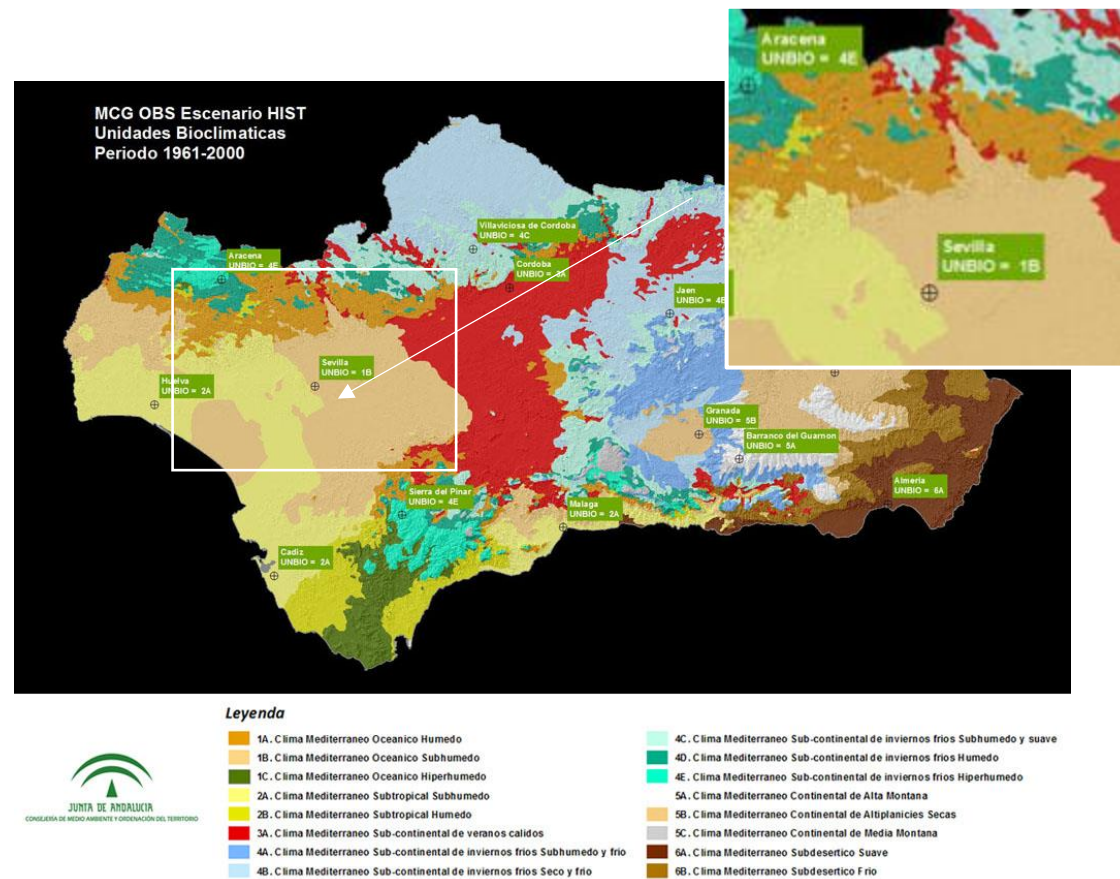 MCG OBS Escenario HIST
Unidades Bioclimaticas
Periodo 1961-2000
Aracena
UNBIO = 4E
Sevilla
UNBIO = 1B
Villaviciosa de Cordoba
UNBIO = 4C
Aracena
UNBIO = 4E
Cordoba
UNBIO = 3A
Jaen
UNBIO = 4B
Sevilla
UNBIO = 1B
Huelva
UNBIO = 2A
Granada
UNBIO = 5B
Barranco del Guarnon
UNBIO = 5A
Almeria
UNBIO = 6A
Sierra del Pinar
UNBIO = 4E
Malaga
UNBIO = 2A
Cadiz
UNBIO = 2A
Leyenda
1A. Clima Mediterraneo Oceanico Humedo
1B. Clima Mediterraneo Oceanico Subhumedo
1C. Clima Mediterraneo Oceanico Hiperhumedo
2A. Clima Mediterraneo Subtropical Subhumedo
2B. Clima Mediterraneo Subtropical Humedo
3A. Clima Mediterraneo Sub-continental de veranos calidos
4A. Clima Mediterraneo Sub-continental de inviernos frios Subhumedo y frio
4B. Clima Mediterraneo Sub-continental de inviernos frios Seco y frio
4C. Clima Mediterraneo Sub-continental de inviernos frios Subhumedo y suave
4D. Clima Mediterraneo Sub-continental de inviernos frios Humedo
4E. Clima Mediterraneo Sub-continental de inviernos frios Hiperhumedo
5A. Clima Mediterraneo Continental de Alta Montana
5B. Clima Mediterraneo Continental de Altiplanicies Secas
5C. Clima Mediterraneo Continental de Media Montana
6A. Clima Mediterraneo Subdesertico Suave
6B. Clima Mediterraneo Subdesertico Frio
JUNTA DE ANDALUCIA
CONSEJERÍA DE MEDIO AMBIENTE Y ORDENACIÓN DEL TERRITORIO